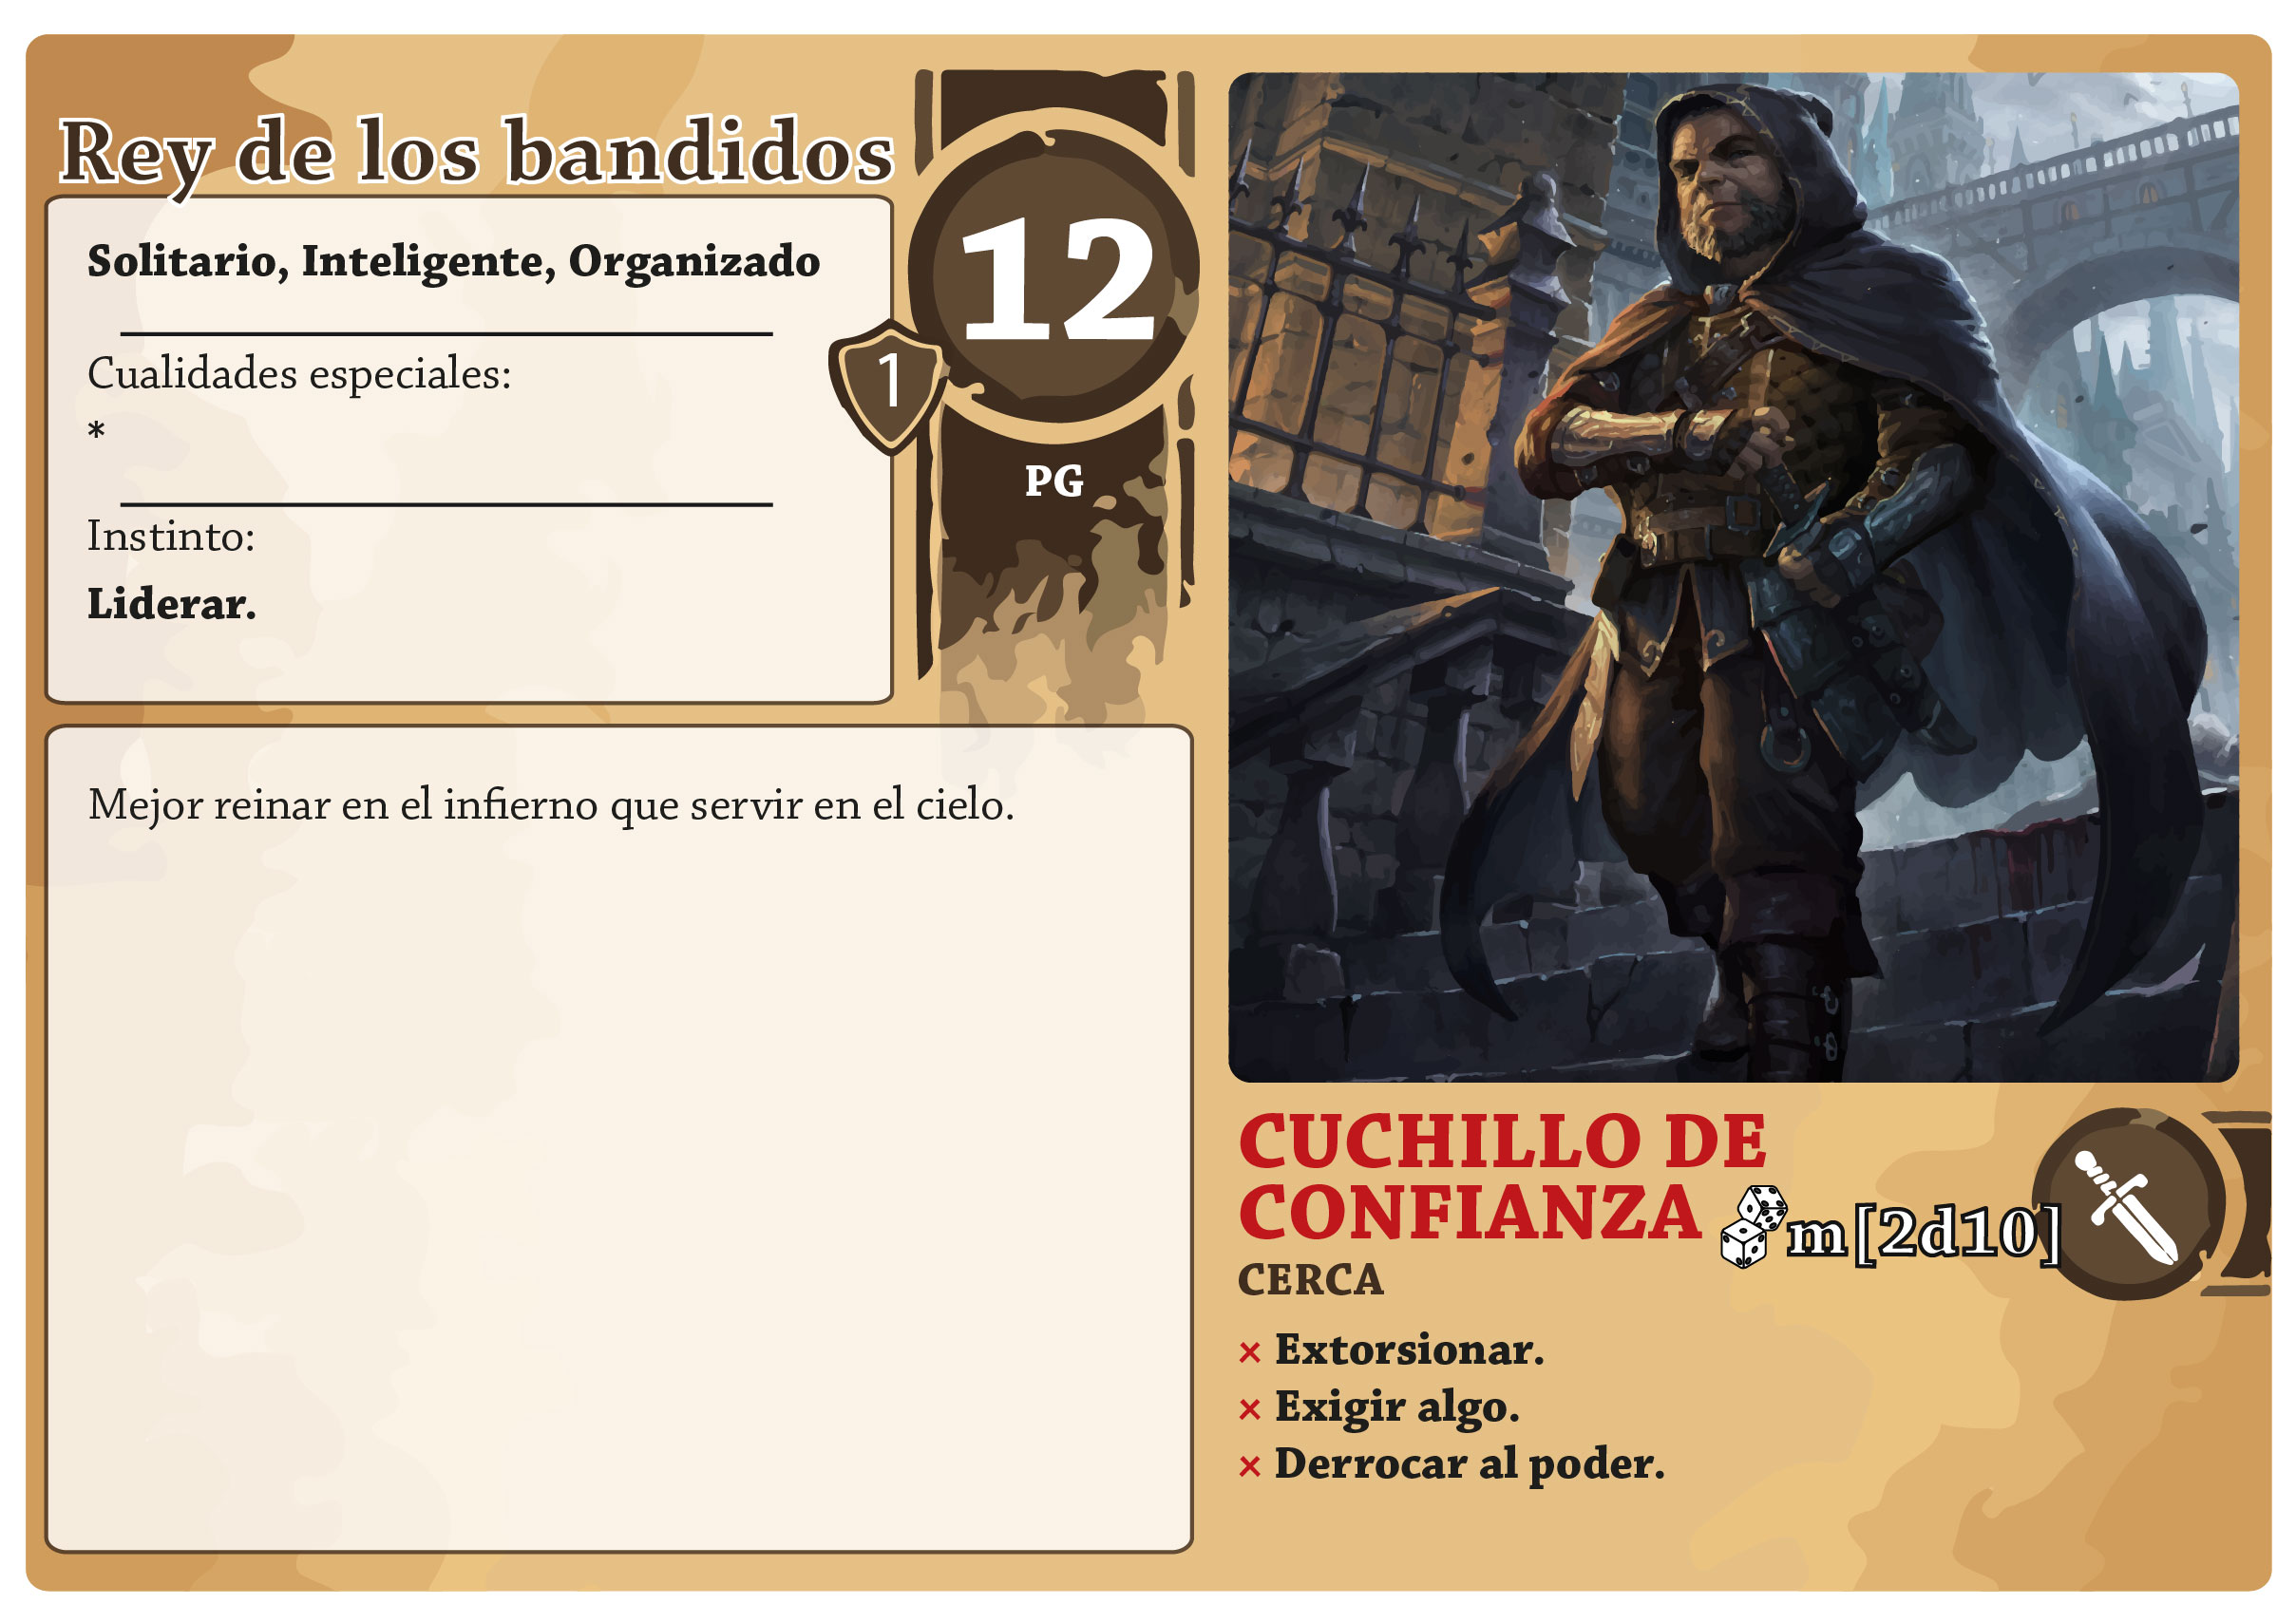 Rey de los bandidos
Solitario, Inteligente, Organizado
Cualidades especiales:
*
Instinto:
Liderar.
1
12
PG
Mejor reinar en el infierno que servir en el cielo.
CUCHILLO DE
CONFIANZA m[2d10]
CERCA
× Extorsionar.
× Exigir algo.
× Derrocar al poder.